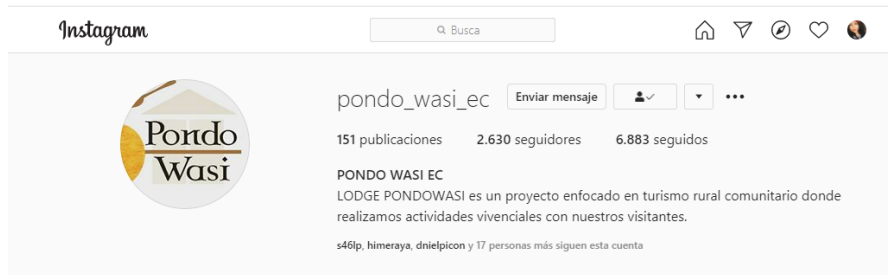 Instagram
Busca
pondo_wasi_ec Enviar mensaje
151 publicaciones 2.630 seguidores 6.883 seguidos
Pondo
Wasi
PONDO WASI EC
LODGE PONDOWASI es un proyecto enfocado en turismo rural comunitario donde
realizamos actividades vivenciales con nuestros visitantes.
s46lp, himeraya, dnielpicon y 17 personas más siguen esta cuenta